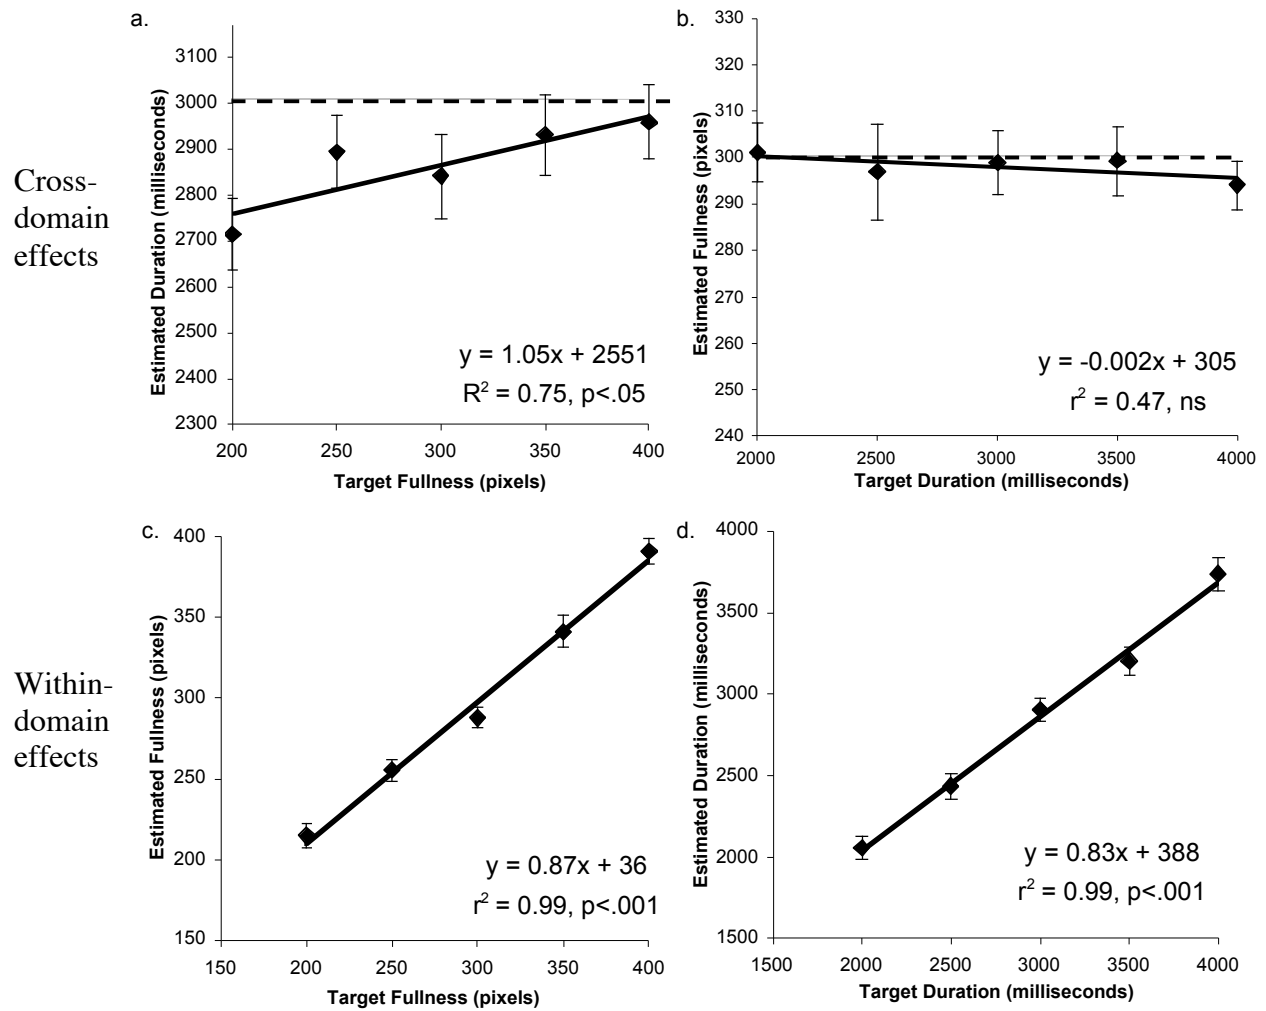 a.
3100
3000
2900
2800
2700
2600
2500
2400
2300
200 250 300 350 400
Estimated Duration (milliseconds)
Target Fullness (pixels)
y = 1.05x + 2551
R² = 0.75, p<.05
b.
330
320
310
300
290
280
270
260
250
240
2000 2500 3000 3500 4000
Estimated Fullness (pixels)
Target Duration (milliseconds)
y = -0.002x + 305
r² = 0.47, ns
Cross-
domain
effects
c.
400
350
300
250
200
150
150 200 250 300 350 400
Estimated Fullness (pixels)
Target Fullness (pixels)
y = 0.87x + 36
r² = 0.99, p<.001
d.
4000
3500
3000
2500
2000
1500
1500 2000 2500 3000 3500 4000
Estimated Duration (milliseconds)
Target Duration (milliseconds)
y = 0.83x + 388
r² = 0.99, p<.001
Within-
domain
effects